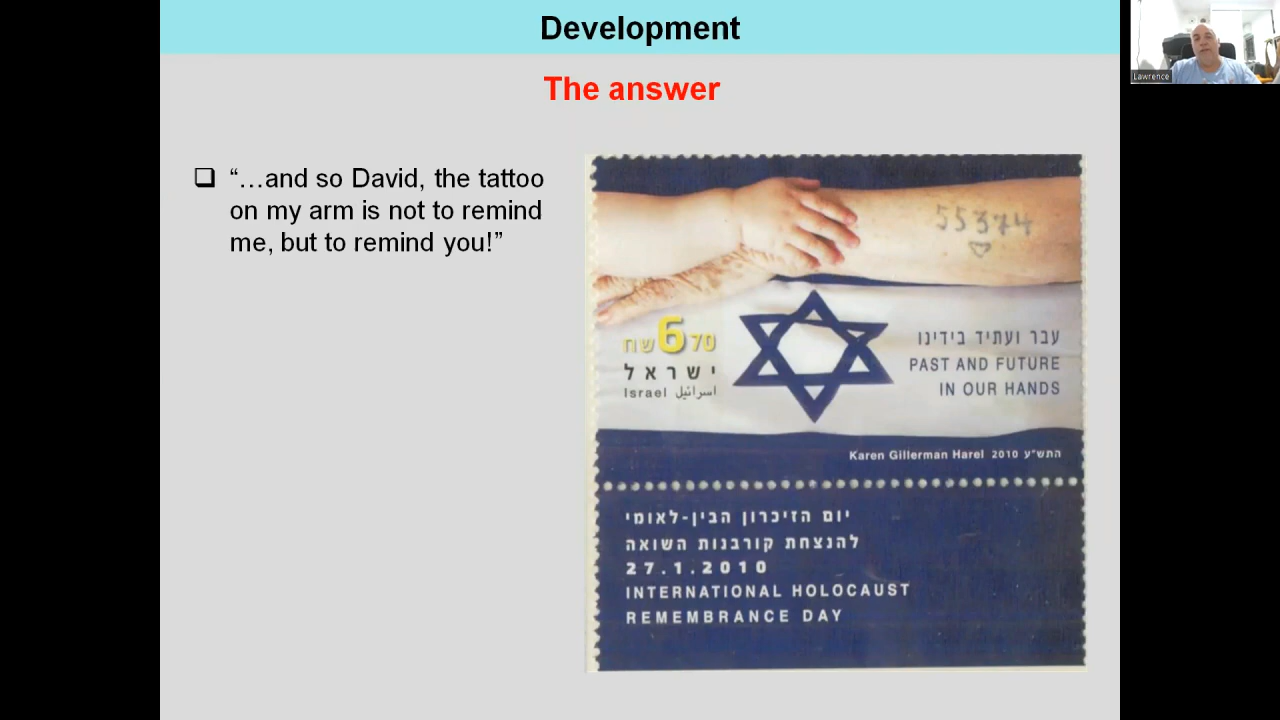 Development
The answer
“…and so David, the tattoo
on my arm is not to remind
me, but to remind you!”
55374
6.70 שח
ישראל
Israel اسرائيل
עבר ועתיד בידינו
PAST AND FUTURE
IN OUR HANDS
Karen Gillerman Harel 2010 התש"ע
יום הזיכרון הבין-לאומי
להנצחת קורבנות השואה
27.1.2010
INTERNATIONAL HOLOCAUST
REMEMBRANCE DAY
Lawrence